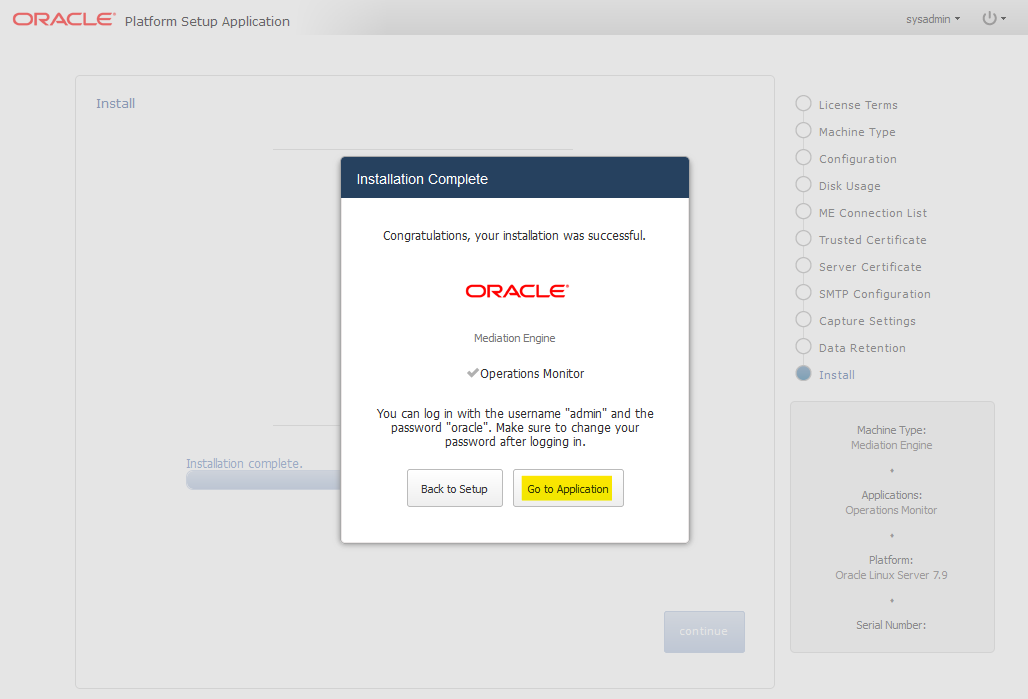 ORACLE® Platform Setup Application
sysadmin
Install
Installation Complete
Congratulations, your installation was successful.
ORACLE®
Mediation Engine
Operations Monitor
You can log in with the username "admin" and the
password "oracle". Make sure to change your
password after logging in.
Back to Setup
Go to Application
Installation complete.
continue
License Terms
Machine Type
Configuration
Disk Usage
ME Connection List
Trusted Certificate
Server Certificate
SMTP Configuration
Capture Settings
Data Retention
Install
Machine Type:
Mediation Engine
Applications:
Operations Monitor
Platform:
Oracle Linux Server 7.9
Serial Number: